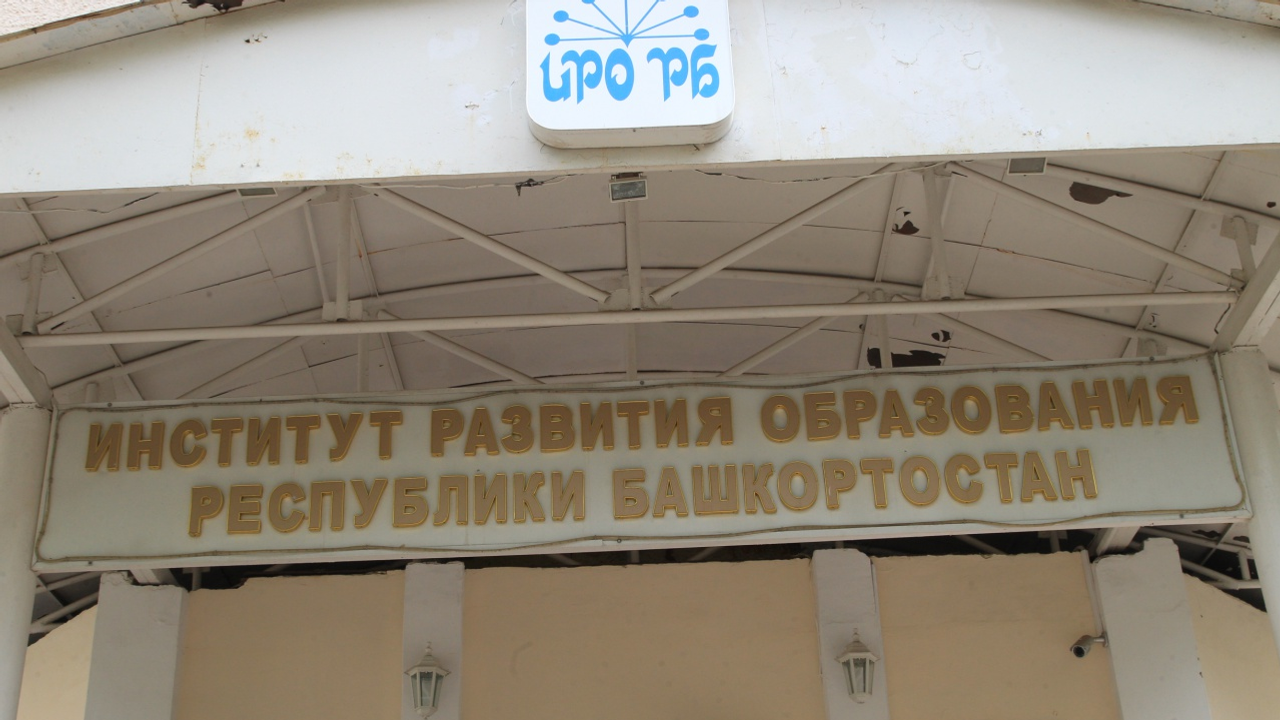 ИРО РБ
ИНСТИТУТ РАЗВИТИЯ ОБРАЗОВАНИЯ
РЕСПУБЛИКИ БАШКОРТОСТАН